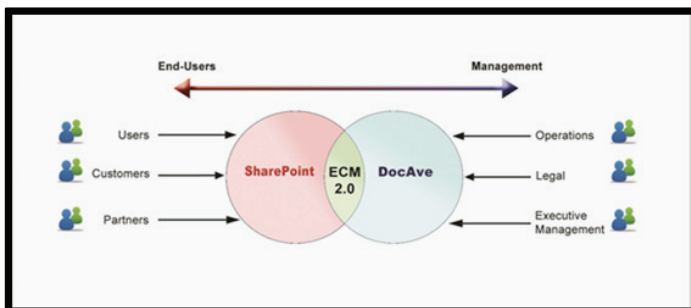 End-Users Management
Users
Customers
Partners
SharePoint
ECM
2.0
DocAve
Operations
Legal
Executive
Management